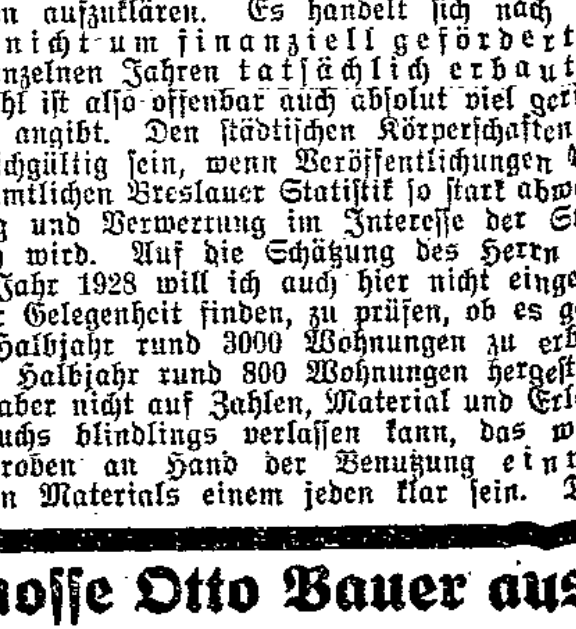 n aufzuklären. Es handelt sich nach
nicht um finanziell gefördert
nzelnen Jahren tatsächlich erbaut
hl ist also offenbar auch absolut viel geri
angibt. Den städtischen Körperschaften
ichgültig sein, wenn Veröffentlichungen
mtlichen Breslauer Statistik so stark abw
g und Verwertung im Interesse der S
wird. Auf die Schätzung des Herrn
Jahr 1928 will ich auch hier nicht einge
Gelegenheit finden, zu prüfen, ob es g
Halbjahr rund 3000 Wohnungen zu erb
Halbjahr rund 800 Wohnungen hergest
aber nicht auf Zahlen, Material und Erl
uchs blindlings verlassen kann, das w
roben an Hand der Benutzung ein
n Materials einem jeden klar sein.
nosse Otto Bauer aus